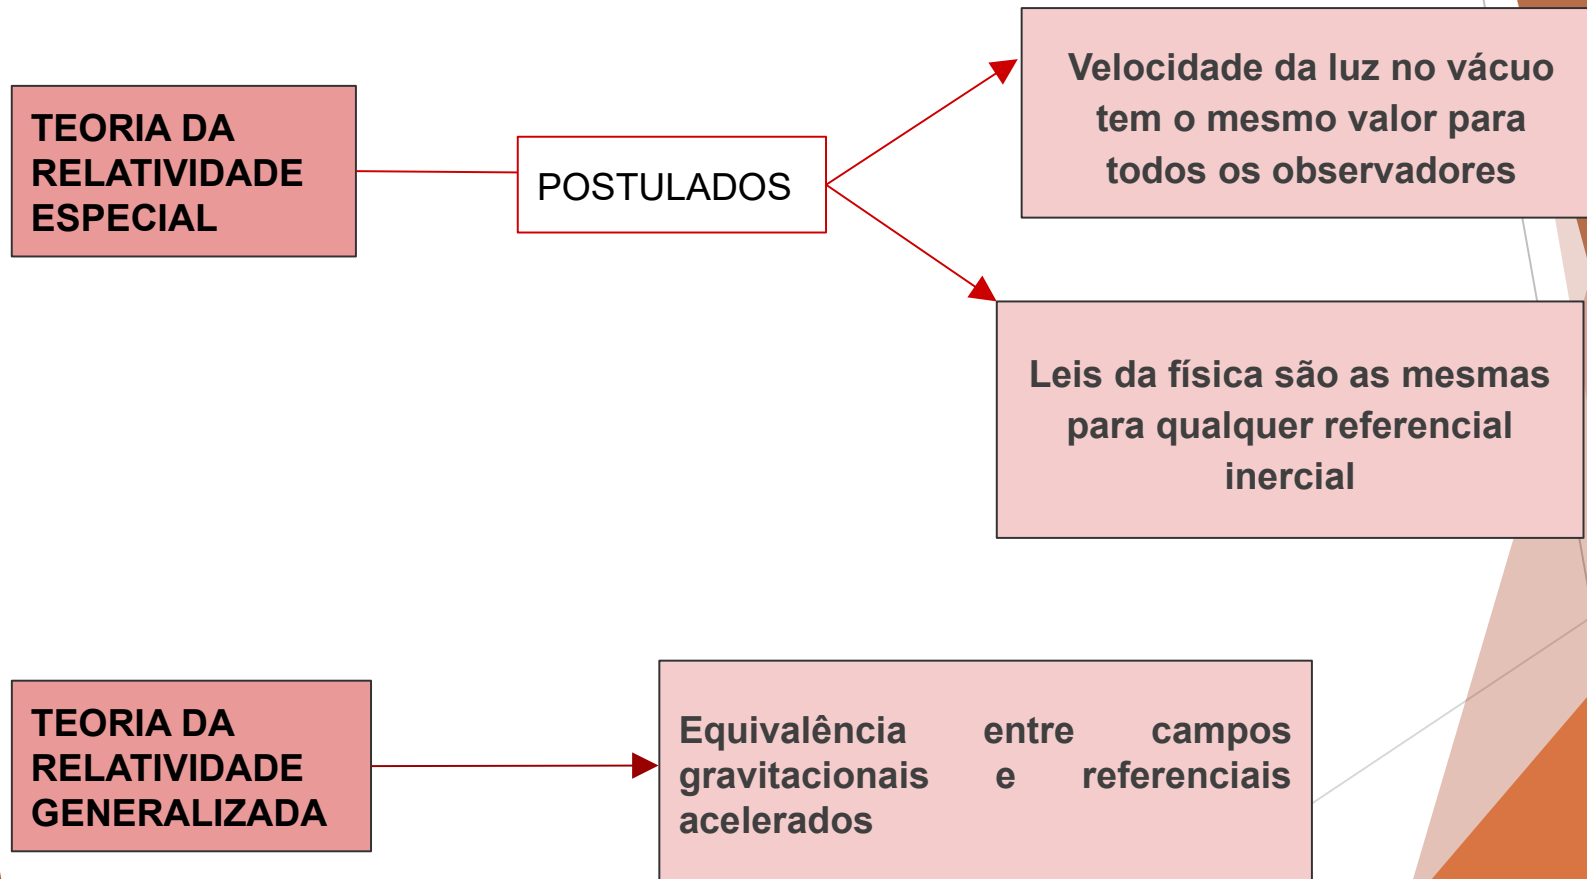 TEORIA DA
RELATIVIDADE
ESPECIAL
POSTULADOS
Velocidade da luz no vácuo
tem o mesmo valor para
todos os observadores
Leis da física são as mesmas
para qualquer referencial
inercial
TEORIA DA
RELATIVIDADE
GENERALIZADA
Equivalência entre campos
gravitacionais e referenciais
acelerados